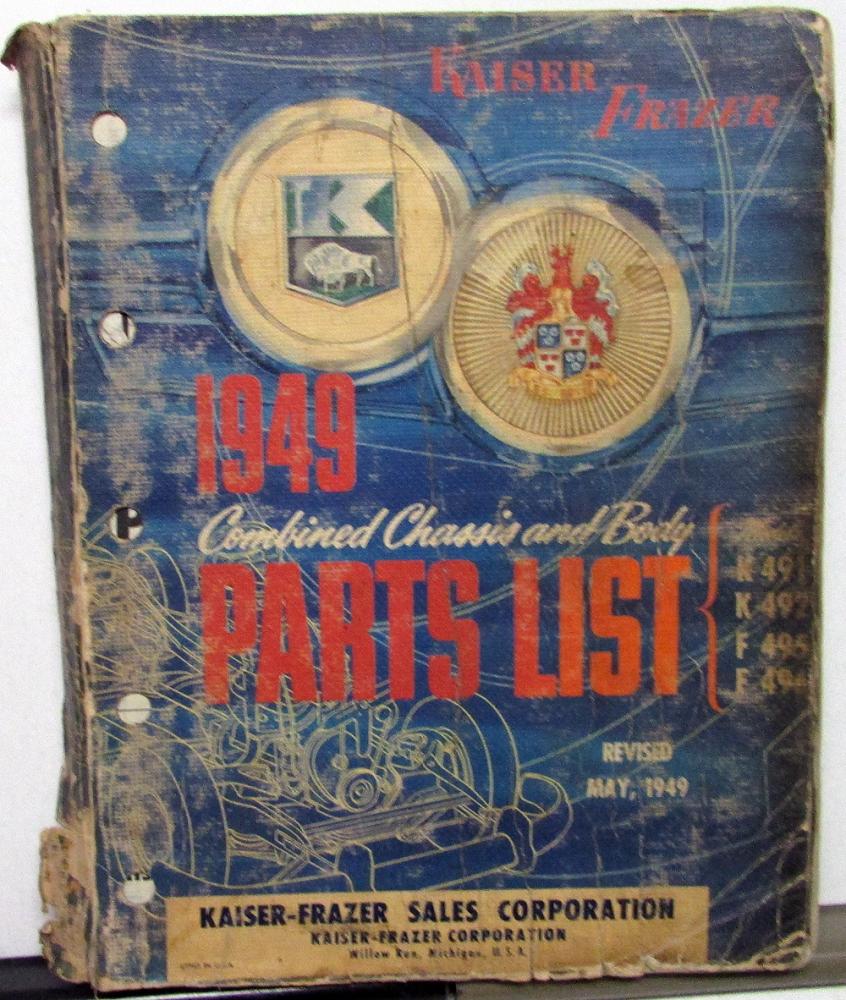 KAISER
FRAZER
K
1949
Combined Chassis and Body
PARTS LIST
K 491
K 492
F 495
REVISED
MAY, 1949
KAISER-FRAZER SALES CORPORATION
KAISER-FRAZER CORPORATION
Willow Run, Michigan, U.S.A.